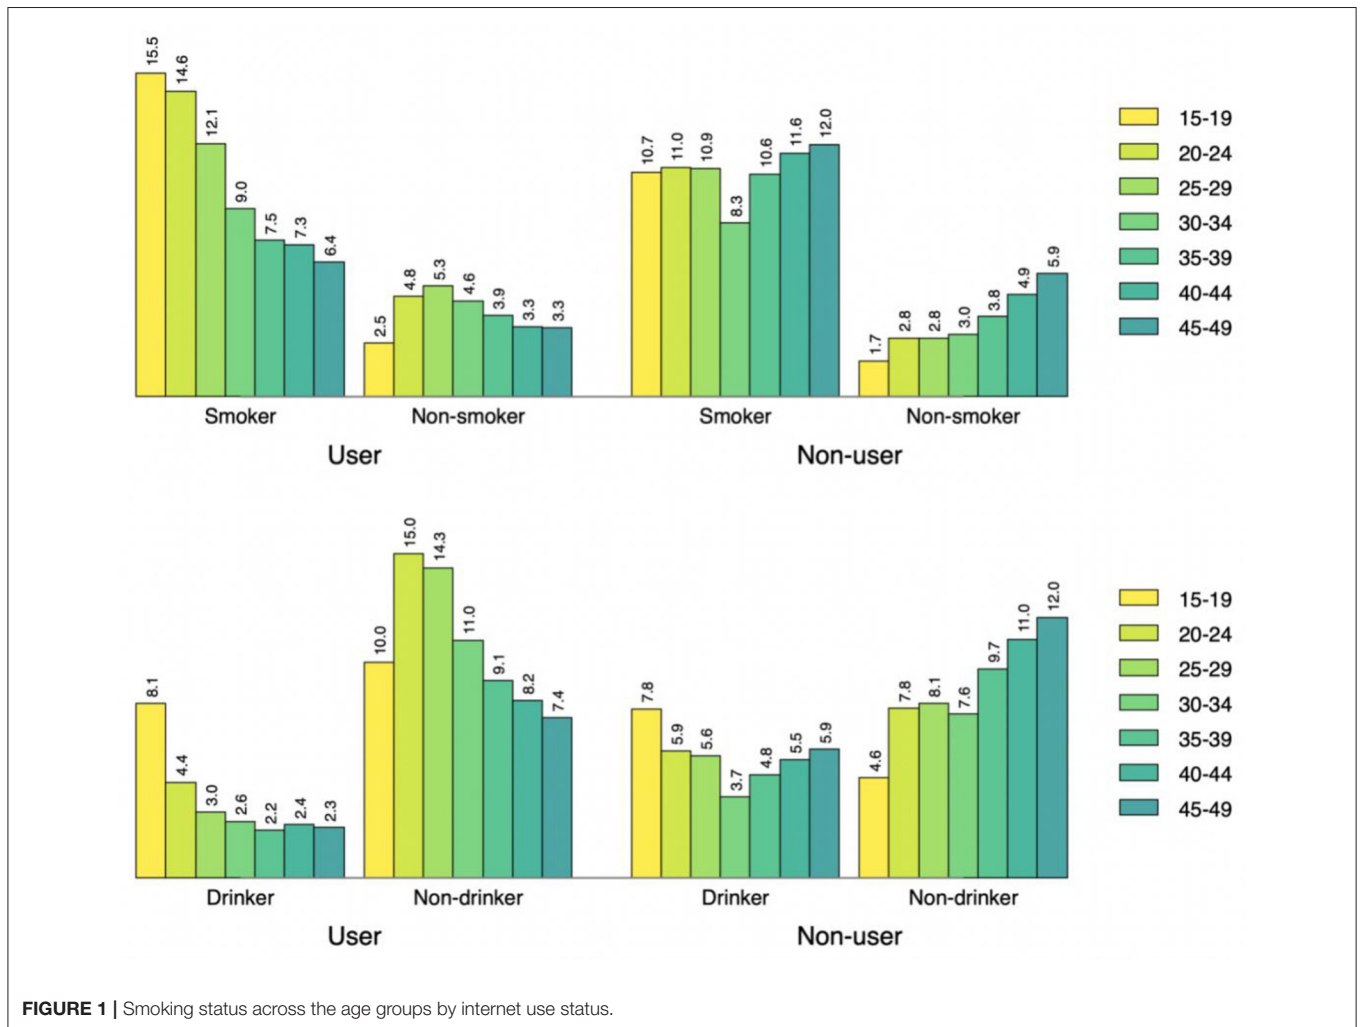 15.5 14.6 12.1 9.0 7.5 7.3 6.4 2.5 4.8 5.3 4.6 3.9 3.3 3.3 10.7 11.0 10.9 8.3 10.6 11.6 12.0 1.7 2.8 2.8 3.0 3.8 4.9 5.9
15-19
20-24
25-29
30-34
35-39
40-44
45-49
Smoker Non-smoker Smoker Non-smoker
User Non-user
8.1 4.4 3.0 2.6 2.2 2.4 2.3 10.0 15.0 14.3 11.0 9.1 8.2 7.4 7.8 5.9 5.6 3.7 4.8 5.5 5.9 4.6 7.8 8.1 7.6 9.7 11.0 12.0
15-19
20-24
25-29
30-34
35-39
40-44
45-49
Drinker Non-drinker Drinker Non-drinker
User Non-user
FIGURE 1 | Smoking status across the age groups by internet use status.